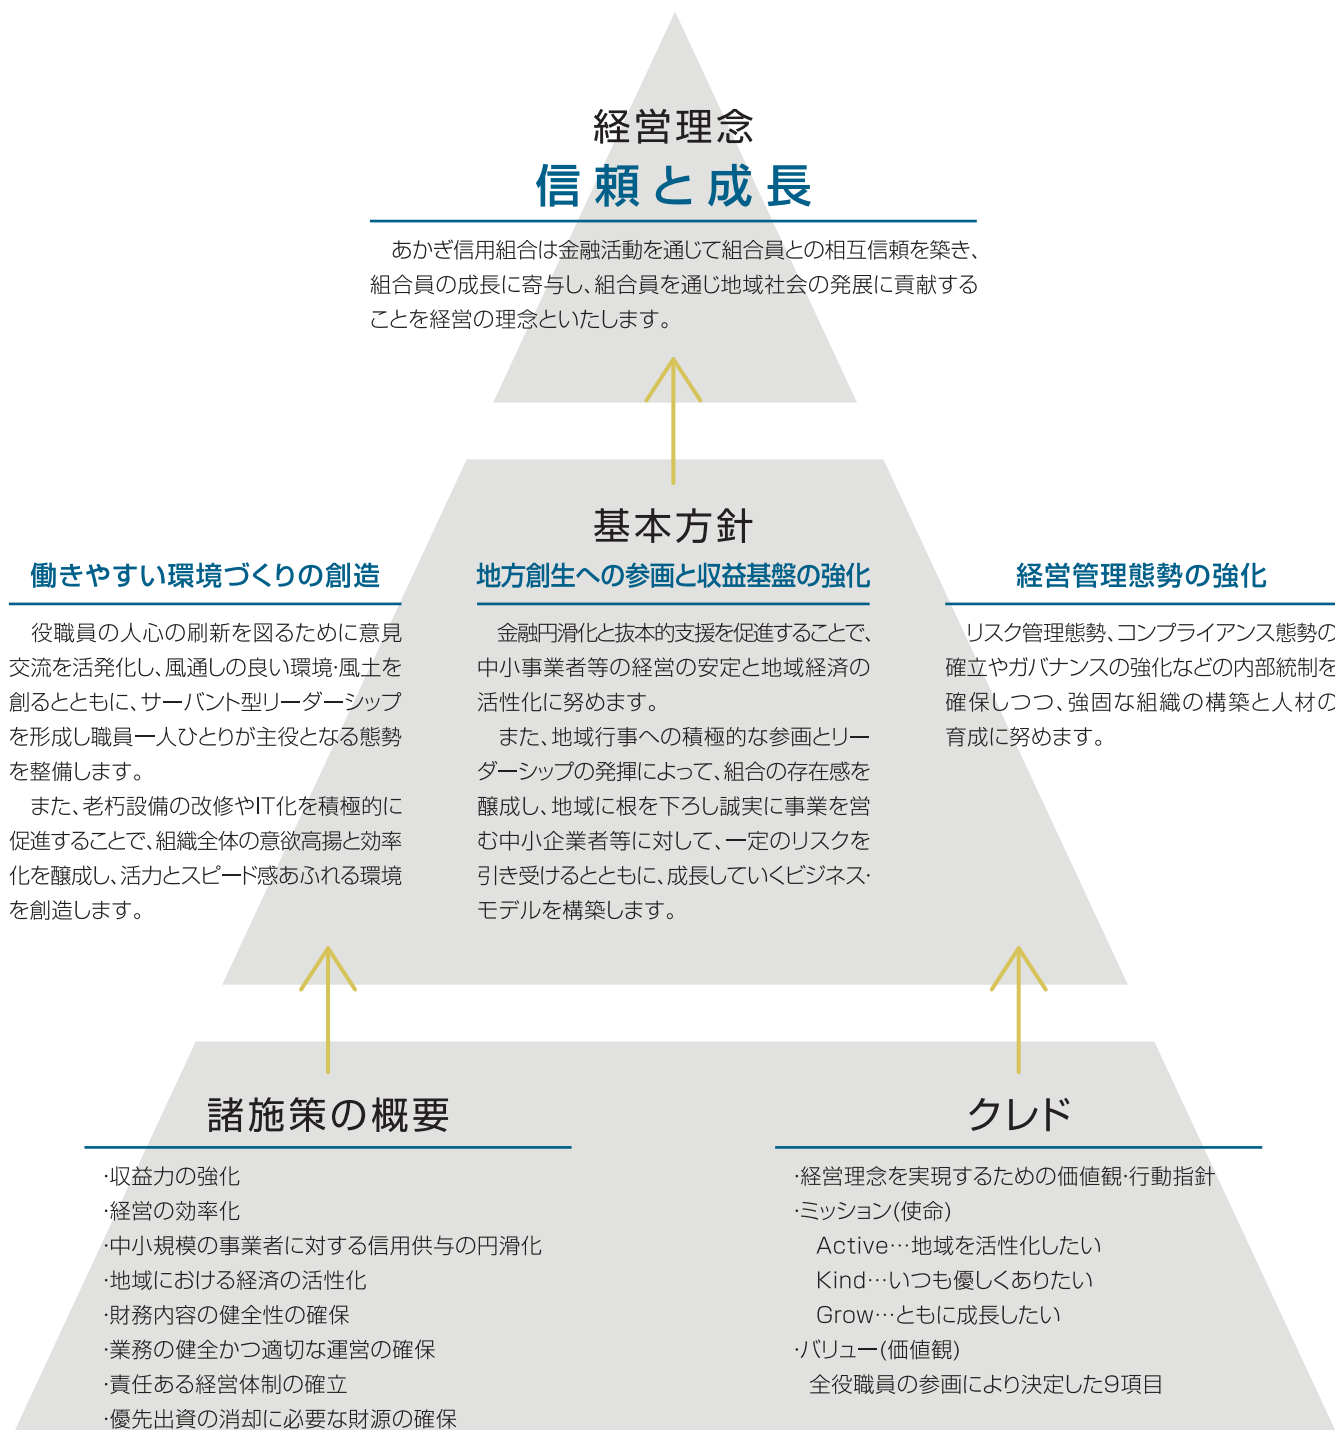 経営理念
信頼と成長
あかぎ信用組合は金融活動を通じて組合員との相互信頼を築き、
組合員の成長に寄与し、組合員を通じ地域社会の発展に貢献する
ことを経営の理念といたします。
基本方針
働きやすい環境づくりの創造
役職員の人心の刷新を図るために意見
交流を活発化し、風通しの良い環境・風土を
創るとともに、サーバント型リーダーシップ
を形成し職員一人ひとりが主役となる態勢
を整備します。
また、老朽設備の改修やIT化を積極的に
促進することで、組織全体の意欲高揚と効率
化を醸成し、活力とスピード感あふれる環境
を創造します。
地方創生への参画と収益基盤の強化
金融円滑化と抜本的支援を促進することで、
中小事業者等の経営の安定と地域経済の
活性化に努めます。
また、地域行事への積極的な参画とリー
ダーシップの発揮によって、組合の存在感を
醸成し、地域に根を下ろし誠実に事業を営
む中小企業者等に対して、一定のリスクを
引き受けるとともに、成長していくビジネス・
モデルを構築します。
経営管理態勢の強化
リスク管理態勢、コンプライアンス態勢の
確立やガバナンスの強化などの内部統制を
確保しつつ、強固な組織の構築と人材の
育成に努めます。
諸施策の概要
・収益力の強化
・経営の効率化
・中小規模の事業者に対する信用供与の円滑化
・地域における経済の活性化
・財務内容の健全性の確保
・業務の健全かつ適切な運営の確保
・責任ある経営体制の確立
・優先出資の消却に必要な財源の確保
クレド
・経営理念を実現するための価値観・行動指針
・ミッション(使命)
Active…地域を活性化したい
Kind…いつも優しくありたい
Grow…ともに成長したい
・バリュー(価値観)
全役職員の参画により決定した9項目